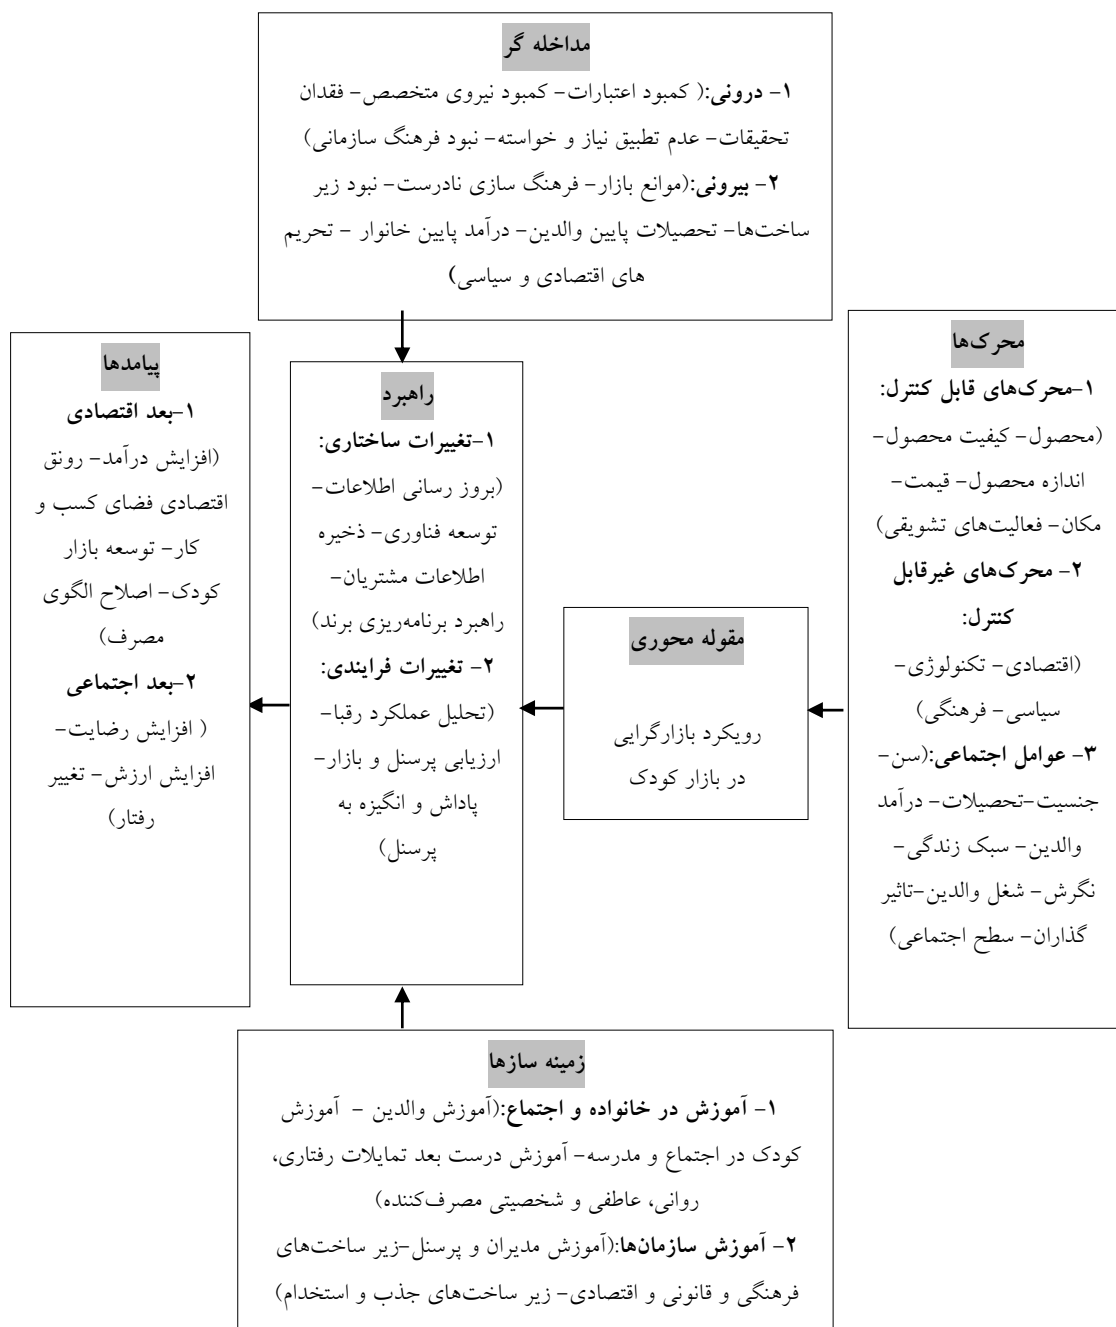 مداخله گر
۱- درونی:( کمبود اعتبارات- کمبود نیروی متخصص- فقدان
تحقیقات- عدم تطبیق نیاز و خواسته- نبود فرهنگ سازمانی)
۲- بیرونی:(موانع بازار- فرهنگ سازی نادرست- نبود زیر
ساخت‌ها- تحصیلات پایین والدین- درآمد پایین خانوار - تحریم
های اقتصادی و سیاسی)
محرک‌ها
۱-محرک‌های قابل کنترل:
(محصول- کیفیت محصول-
اندازه محصول- قیمت-
مکان- فعالیت‌های تشویقی)
۲- محرک‌های غیرقابل
کنترل:
(اقتصادی- تکنولوژی-
سیاسی- فرهنگی)
۳- عوامل اجتماعی:(سن-
جنسیت-تحصیلات- درآمد
والدین- سبک زندگی-
نگرش- شغل والدین-تاثیر
گذاران- سطح اجتماعی)
مقوله محوری
رویکرد بازارگرایی
در بازار کودک
راهبرد
۱-تغییرات ساختاری:
(بروز رسانی اطلاعات-
توسعه فناوری- ذخیره
اطلاعات مشتریان-
راهبرد برنامه‌ریزی برند)
۲- تغییرات فرایندی:
(تحلیل عملکرد رقبا-
ارزیابی پرسنل و بازار-
پاداش و انگیزه به
پرسنل)
پیامدها
۱-بعد اقتصادی
(افزایش درآمد- رونق
اقتصادی فضای کسب و
کار- توسعه بازار
کودک- اصلاح الگوی
مصرف)
۲-بعد اجتماعی
( افزایش رضایت-
افزایش ارزش- تغییر
رفتار)
زمینه سازها
۱- آموزش در خانواده و اجتماع:(آموزش والدین - آموزش
کودک در اجتماع و مدرسه- آموزش درست بعد تمایلات رفتاری،
روانی، عاطفی و شخصیتی مصرف‌کننده)
۲- آموزش سازمان‌ها:(آموزش مدیران و پرسنل-زیر ساخت‌های
فرهنگی و قانونی و اقتصادی- زیر ساخت‌های جذب و استخدام)